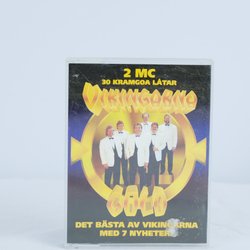 2 MC
30 KRAMGOA LÅTAR
VIKINGARNA
GOLD
DET BÄSTA AV VIKINGARNA
MED 7 NYHETER